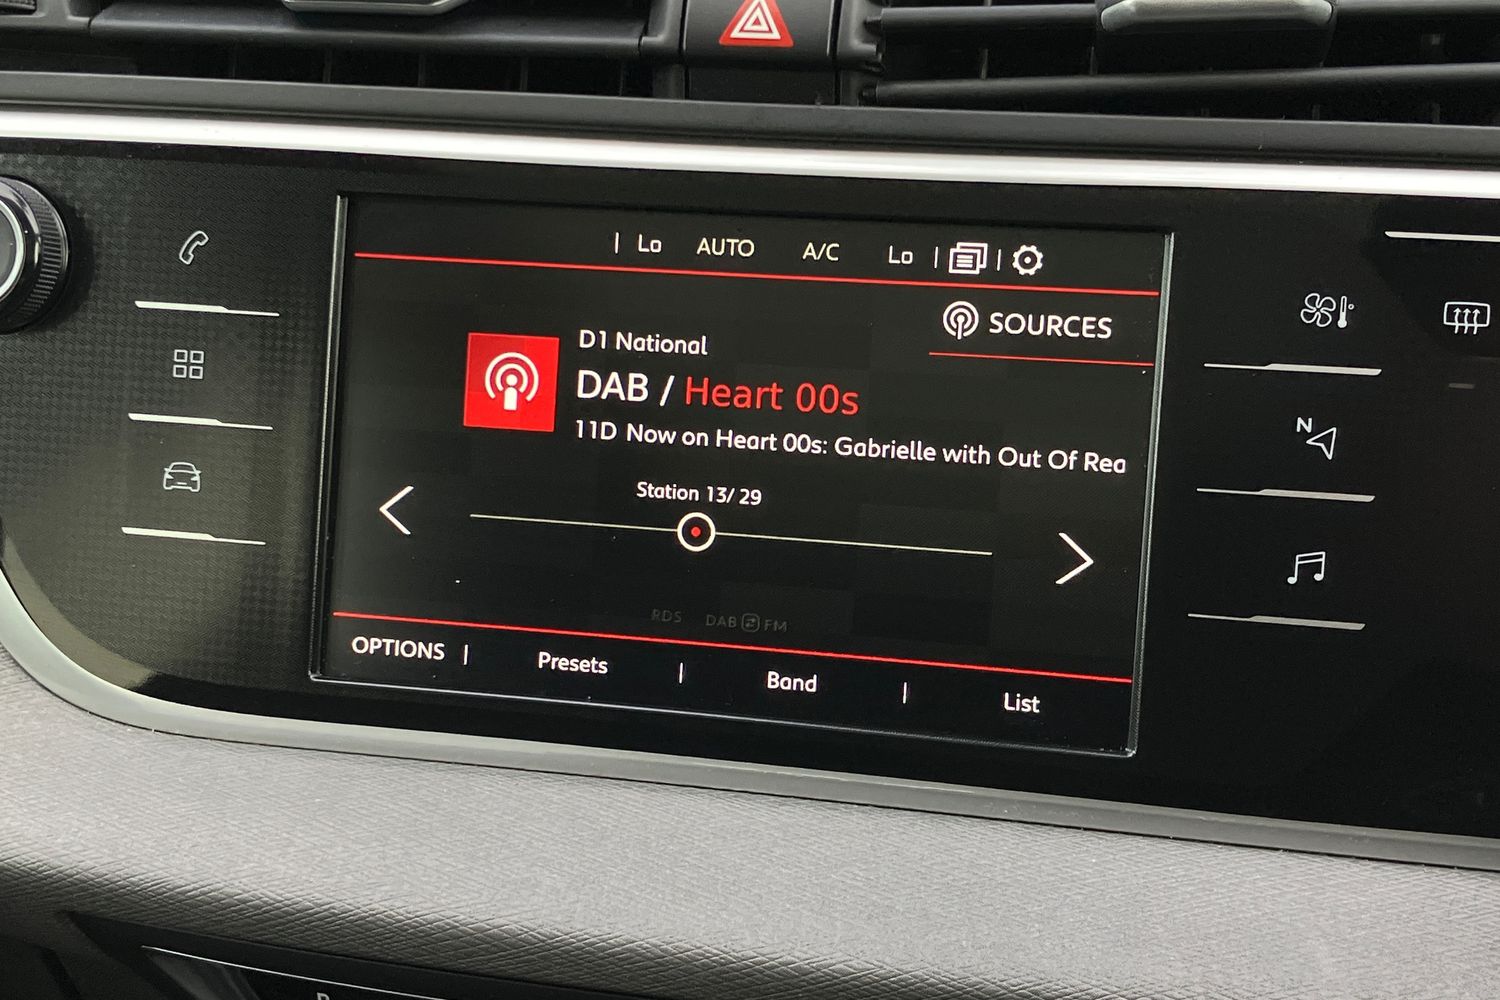 | Lo AUTO A/C Lo | |
SOURCES
D1 National
DAB / Heart 00s
11D Now on Heart 00s: Gabrielle with Out Of Rea
Station 13/ 29
RDS DAB FM
OPTIONS | Presets | Band | List
N